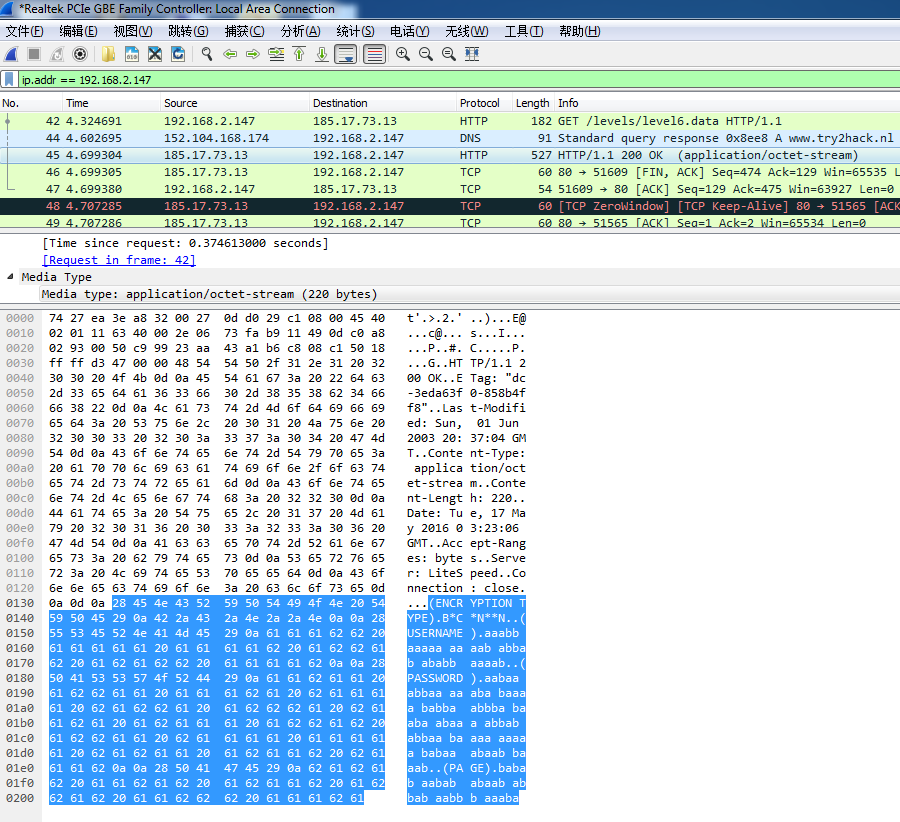 *Realtek PCIe GBE Family Controller: Local Area Connection
文件(F) 编辑(E) 视图(V) 跳转(G) 捕获(C) 分析(A) 统计(S) 电话(Y) 无线(W) 工具(T) 帮助(H)
ip.addr == 192.168.2.147
No. Time Source Destination Protocol Length Info
42 4.324691 192.168.2.147 185.17.73.13 HTTP 182 GET /levels/level6.data HTTP/1.1
44 4.602695 152.104.168.174 192.168.2.147 DNS 91 Standard query response 0x8ee8 A www.try2hack.nl
45 4.699304 185.17.73.13 192.168.2.147 HTTP 527 HTTP/1.1 200 OK (application/octet-stream)
46 4.699305 185.17.73.13 192.168.2.147 TCP 60 80 → 51609 [FIN, ACK] Seq=474 Ack=129 Win=65535 L
47 4.699380 192.168.2.147 185.17.73.13 TCP 54 51609 → 80 [ACK] Seq=129 Ack=475 Win=63927 Len=0
48 4.707285 185.17.73.13 192.168.2.147 TCP 60 [TCP ZeroWindow] [TCP Keep-Alive] 80 → 51565 [ACK
49 4.707285 185.17.73.13 192.168.2.147 TCP 60 80 → 51565 [ACK] Seq=1 Ack=2 Win=65534 Len=0
[Time since request: 0.374613000 seconds]
[Request in frame: 42]
Media Type
Media type: application/octet-stream (220 bytes)
0000 74 27 ea 3e a8 32 00 27 0d d0 29 c1 08 00 45 40 t'.>.2.' ..)...E@
0010 02 01 11 63 40 00 2e 06 73 fa b9 11 49 0d c0 a8 ...c@... s...I...
0020 02 93 00 50 c9 99 23 aa 43 a1 b6 c8 08 c1 50 18 ...P..#. C.....P.
0030 ff ff d3 47 00 00 48 54 54 50 2f 31 2e 31 20 32 ...G..HT TP/1.1 2
0040 30 30 20 4f 4b 0d 0a 45 54 61 67 3a 20 22 64 63 00 OK..E Tag: "dc
0050 2d 33 65 64 61 36 33 66 30 2d 38 35 38 62 34 66 -3eda63f 0-858b4f
0060 66 38 22 0d 0a 4c 61 73 74 2d 4d 6f 64 69 66 69 f8"..Las t-Modifi
0070 65 64 3a 20 53 75 6e 2c 20 30 31 20 4a 75 6e 20 ed: Sun, 01 Jun
0080 32 30 30 33 20 32 30 3a 33 37 3a 30 34 20 47 4d 2003 20: 37:04 GM
0090 54 0d 0a 43 6f 6e 74 65 6e 74 2d 54 79 70 65 3a T..Conte nt-Type:
00a0 20 61 70 70 6c 69 63 61 74 69 6f 6e 2f 6f 63 74 applica tion/oct
00b0 65 74 2d 73 74 72 65 61 6d 0d 0a 43 6f 6e 74 65 et-strea m..Conte
00c0 6e 74 2d 4c 65 6e 67 74 68 3a 20 32 32 30 0d 0a nt-Lengt h: 220..
00d0 44 61 74 65 3a 20 54 75 65 2c 20 31 37 20 4d 61 Date: Tu e, 17 Ma
00e0 79 20 32 30 31 36 20 30 33 3a 32 33 3a 30 36 20 y 2016 0 3:23:06
00f0 47 4d 54 0d 0a 41 63 63 65 70 74 2d 52 61 6e 67 GMT..Acc ept-Rang
0100 65 73 3a 20 62 79 74 65 73 0d 0a 53 65 72 76 65 es: byte s..Serve
0110 72 3a 20 4c 69 74 65 53 70 65 65 64 0d 0a 43 6f r: LiteS peed..Co
0120 6e 6e 65 63 74 69 6f 6e 3a 20 63 6c 6f 73 65 0d nnection : close.
0130 0a 0d 0a 28 45 4e 43 52 59 50 54 49 4f 4e 20 54 ...(ENCR YPTION T
0140 59 50 45 29 0a 42 2a 43 2a 4e 2a 2a 4e 0a 0a 28 YPE).B*C *N**N..(
0150 55 53 45 52 4e 41 4d 45 29 0a 61 61 61 62 62 20 USERNAME ).aaabb
0160 61 61 61 61 61 20 61 61 61 61 62 20 61 62 62 61 aaaaa aa aab abba
0170 62 20 61 62 61 62 62 20 61 61 61 61 62 0a 0a 28 b ababb aaaab..(
0180 50 41 53 53 57 4f 52 44 29 0a 61 61 62 61 61 20 PASSWORD ).aabaa
0190 61 62 62 61 61 20 61 61 61 62 61 20 62 61 61 61 abbaa aa aba baaa
01a0 61 20 62 61 62 62 61 20 61 62 62 62 61 20 62 61 a babba abbba ba
01b0 61 62 61 20 61 62 61 61 61 20 61 62 62 61 62 20 aba abaa a abbab
01c0 61 62 62 61 61 20 62 61 61 61 61 20 61 61 61 61 abbaa ba aaa aaaa
01d0 61 20 62 61 62 61 61 20 61 62 61 61 62 20 62 61 a babaa abaab ba
01e0 61 61 62 0a 0a 28 50 41 47 45 29 0a 62 61 62 61 aab..(PA GE).baba
01f0 62 20 61 61 62 61 62 20 61 62 61 61 62 20 61 62 b aabab abaab ab
0200 62 61 62 20 61 61 62 62 62 20 61 61 61 62 61 bab aabb b aaaba